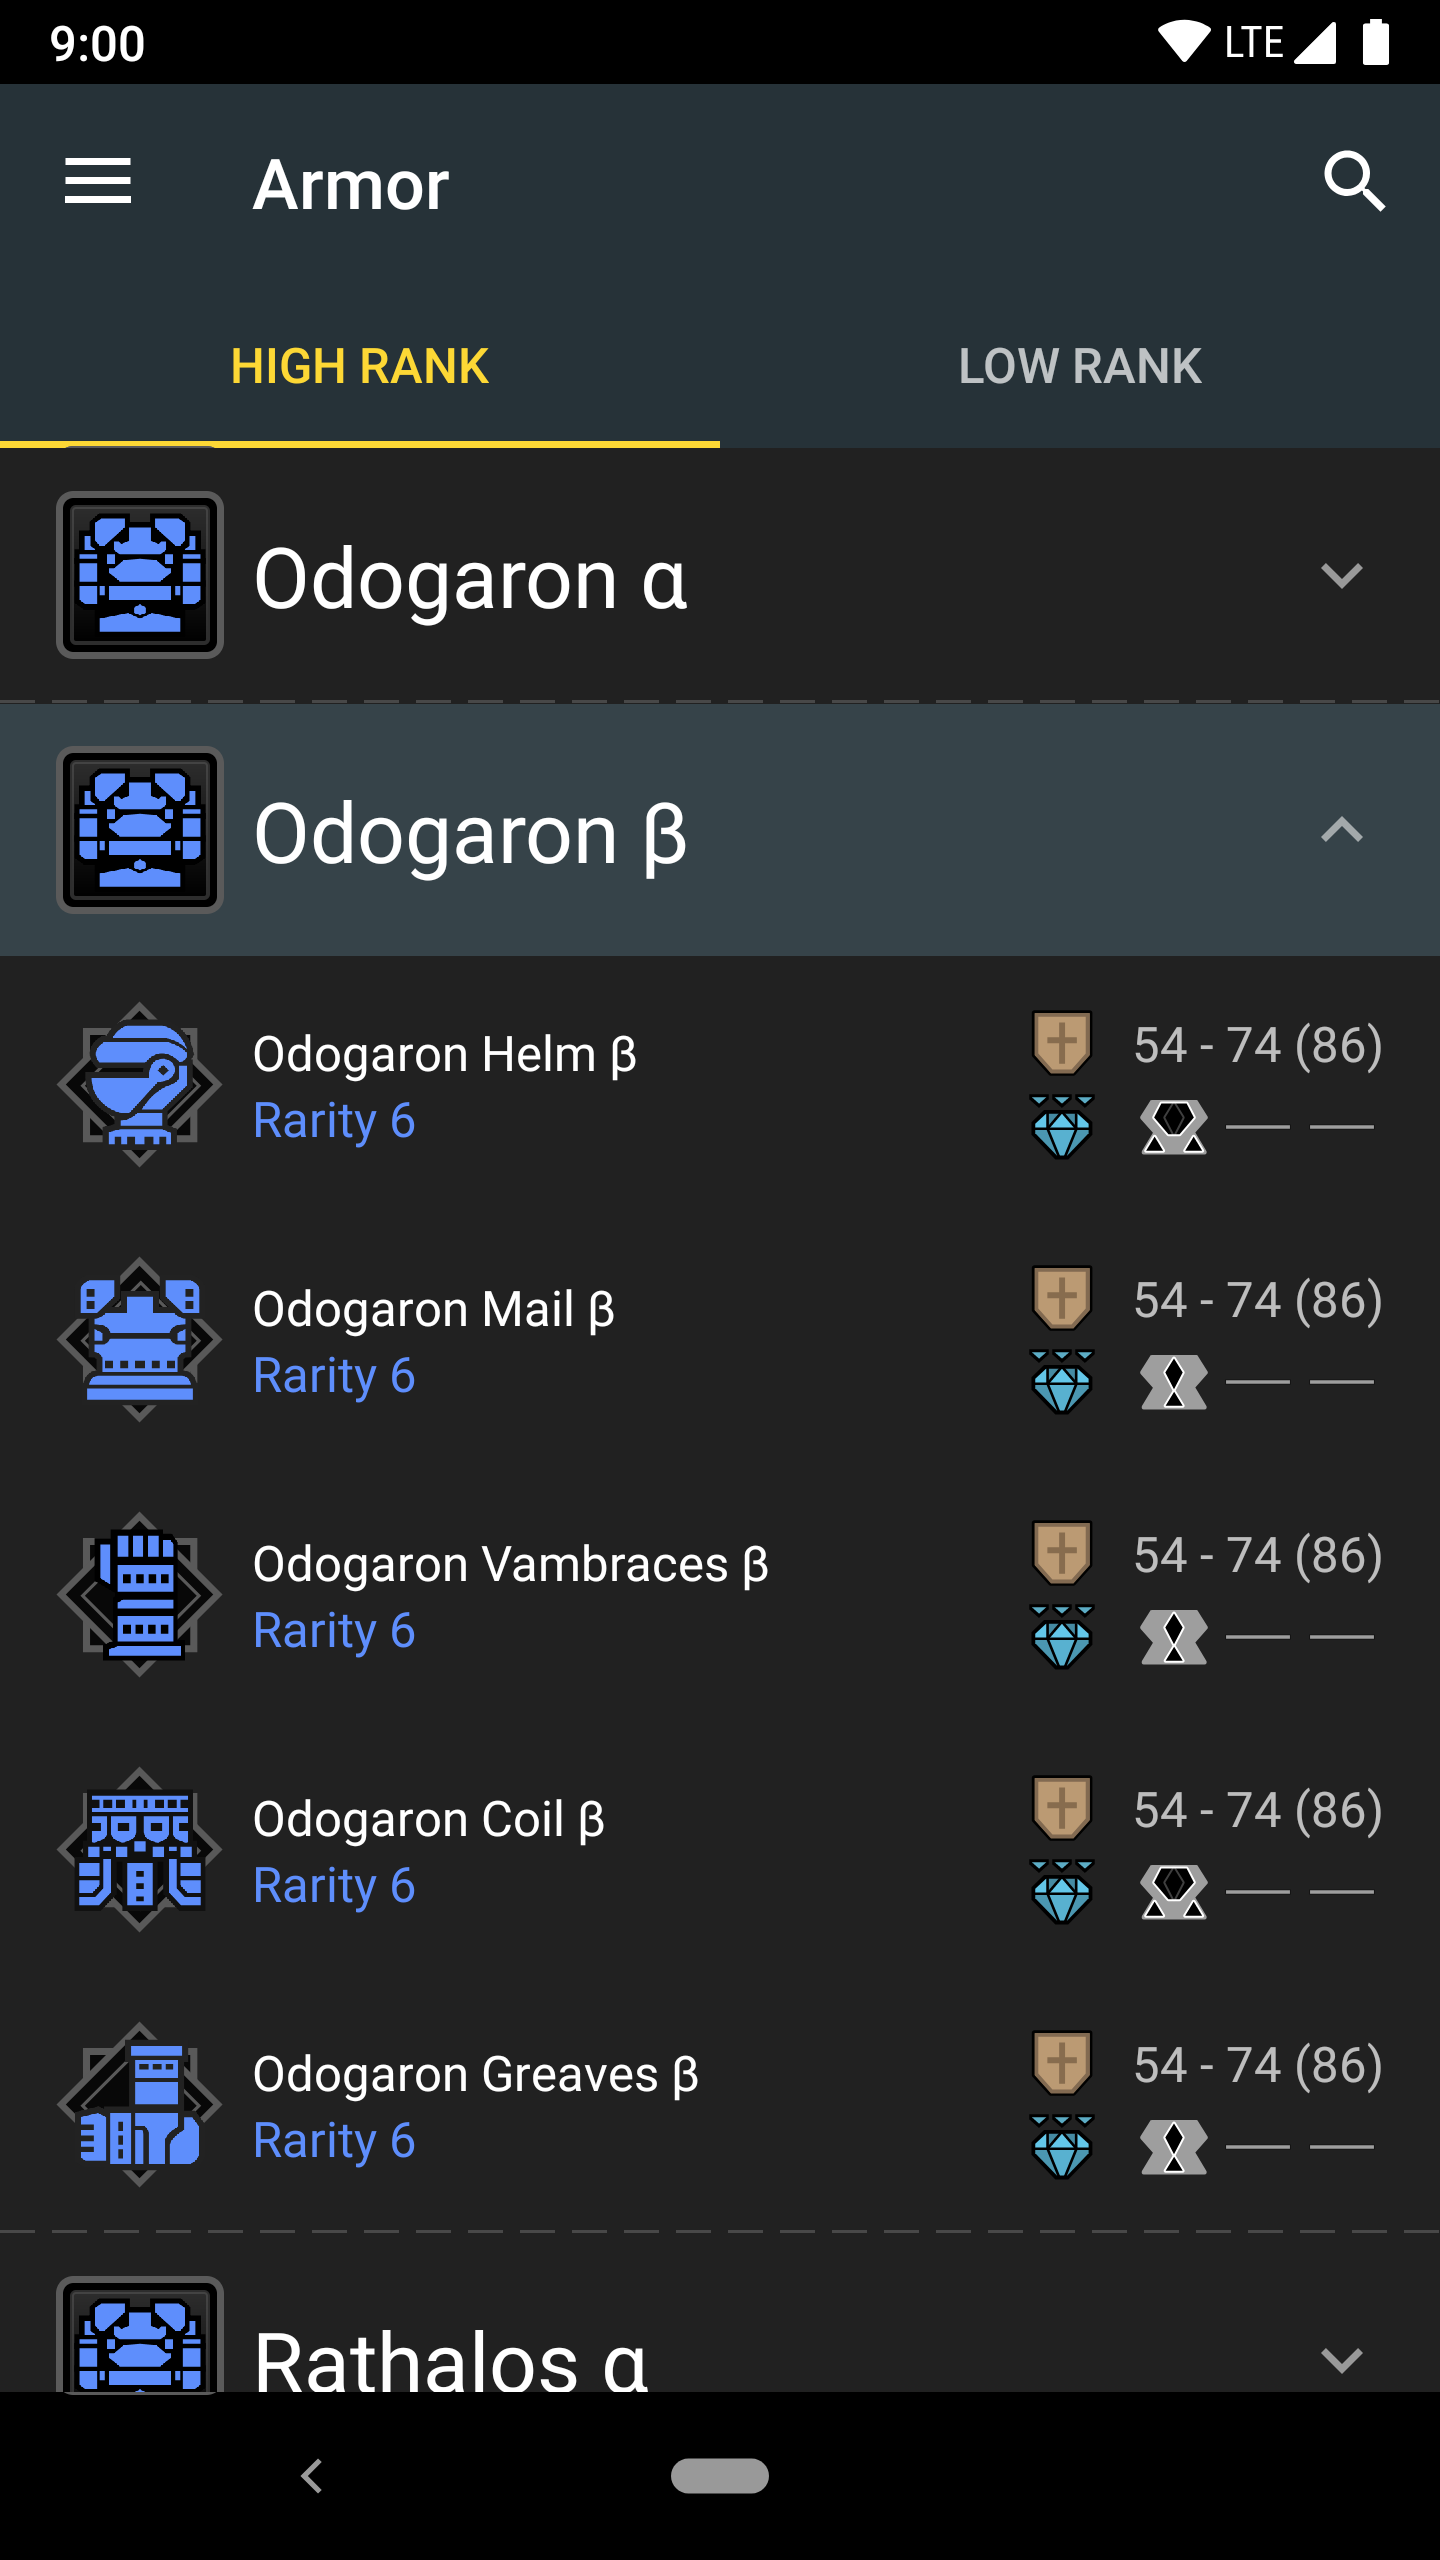 9:00 LTE
Armor
HIGH RANK LOW RANK
Odogaron α
Odogaron β
Odogaron Helm β 54 - 74 (86)
Rarity 6
Odogaron Mail β 54 - 74 (86)
Rarity 6
Odogaron Vambraces β 54 - 74 (86)
Rarity 6
Odogaron Coil β 54 - 74 (86)
Rarity 6
Odogaron Greaves β 54 - 74 (86)
Rarity 6
Rathalos α